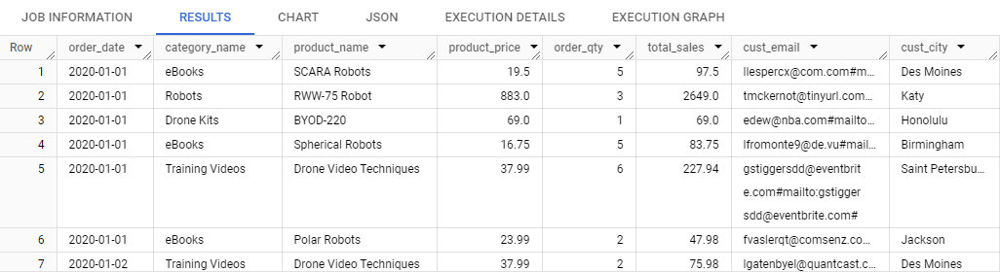 JOB INFORMATION RESULTS CHART JSON EXECUTION DETAILS EXECUTION GRAPH
Row order_date category_name product_name product_price order_qty total_sales cust_email cust_city
1 2020-01-01 eBooks SCARA Robots 19.5 5 97.5 llespercx@com.com#m... Des Moines
2 2020-01-01 Robots RWW-75 Robot 883.0 3 2649.0 tmckernot@tinyurl.com... Katy
3 2020-01-01 Drone Kits BYOD-220 69.0 1 69.0 edew@nba.com#mailto... Honolulu
4 2020-01-01 eBooks Spherical Robots 16.75 5 83.75 lfromonte9@de.vu#mail... Birmingham
5 2020-01-01 Training Videos Drone Video Techniques 37.99 6 227.94 gstiggersdd@eventbrit Saint Petersbu...
e.com#mailto:gstigger
sdd@eventbrite.com#
6 2020-01-01 eBooks Polar Robots 23.99 2 47.98 fvaslerqt@comsenz.co... Jackson
7 2020-01-02 Training Videos Drone Video Techniques 37.99 2 75.98 lgatenbyel@quantcast.c... Des Moines